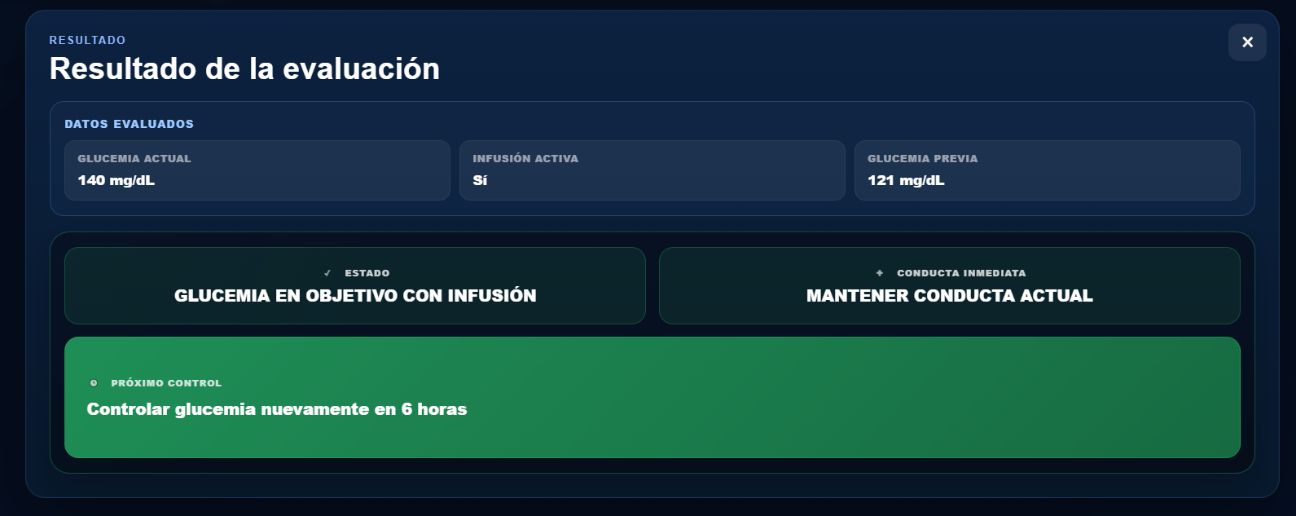 RESULTADO
Resultado de la evaluación
×
DATOS EVALUADOS
GLUCEMIA ACTUAL
140 mg/dL
INFUSIÓN ACTIVA
Sí
GLUCEMIA PREVIA
121 mg/dL
✓ ESTADO
GLUCEMIA EN OBJETIVO CON INFUSIÓN
CONDUCTA INMEDIATA
MANTENER CONDUCTA ACTUAL
PRÓXIMO CONTROL
Controlar glucemia nuevamente en 6 horas